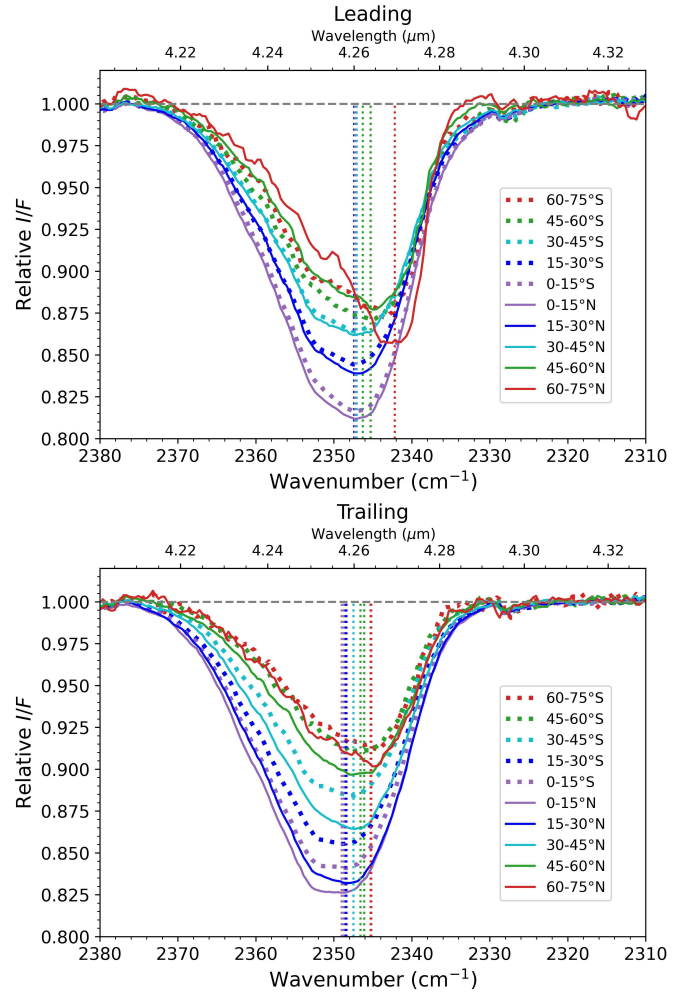 Leading
Wavelength (μm)
4.22 4.24 4.26 4.28 4.30 4.32
1.000
0.975
0.950
0.925
0.900
0.875
0.850
0.825
0.800
Relative I/F
60-75°S
45-60°S
30-45°S
15-30°S
0-15°S
0-15°N
15-30°N
30-45°N
45-60°N
60-75°N
2380 2370 2360 2350 2340 2330 2320 2310
Wavenumber (cm⁻¹)
Trailing
Wavelength (μm)
4.22 4.24 4.26 4.28 4.30 4.32
1.000
0.975
0.950
0.925
0.900
0.875
0.850
0.825
0.800
Relative I/F
60-75°S
45-60°S
30-45°S
15-30°S
0-15°S
0-15°N
15-30°N
30-45°N
45-60°N
60-75°N
2380 2370 2360 2350 2340 2330 2320 2310
Wavenumber (cm⁻¹)